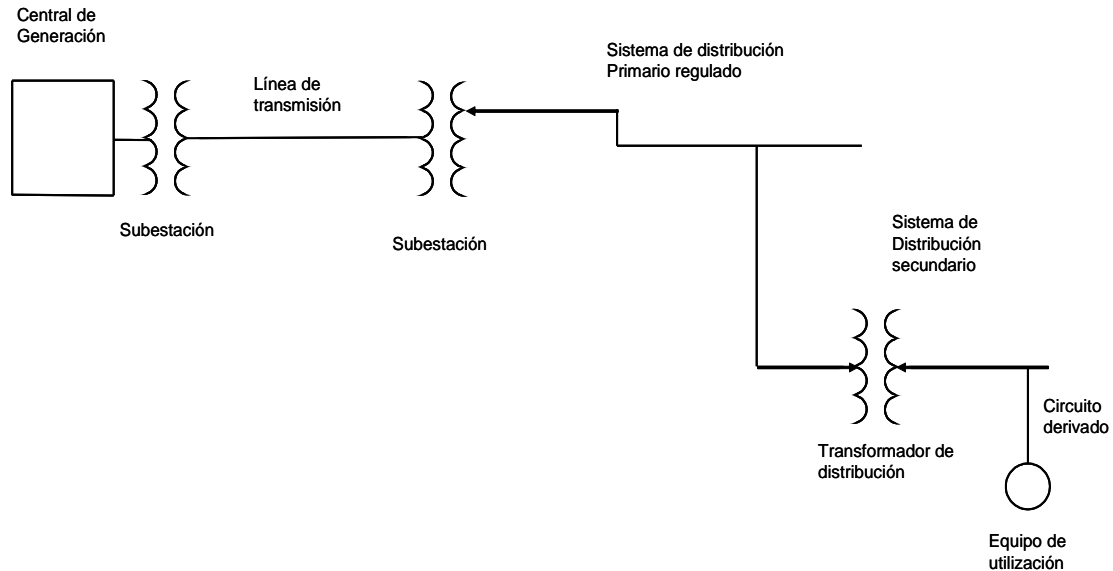 Central de
Generación
Línea de
transmisión
Sistema de distribución
Primario regulado
Subestación
Subestación
Sistema de
Distribución
secundario
Circuito
derivado
Transformador de
distribución
Equipo de
utilización